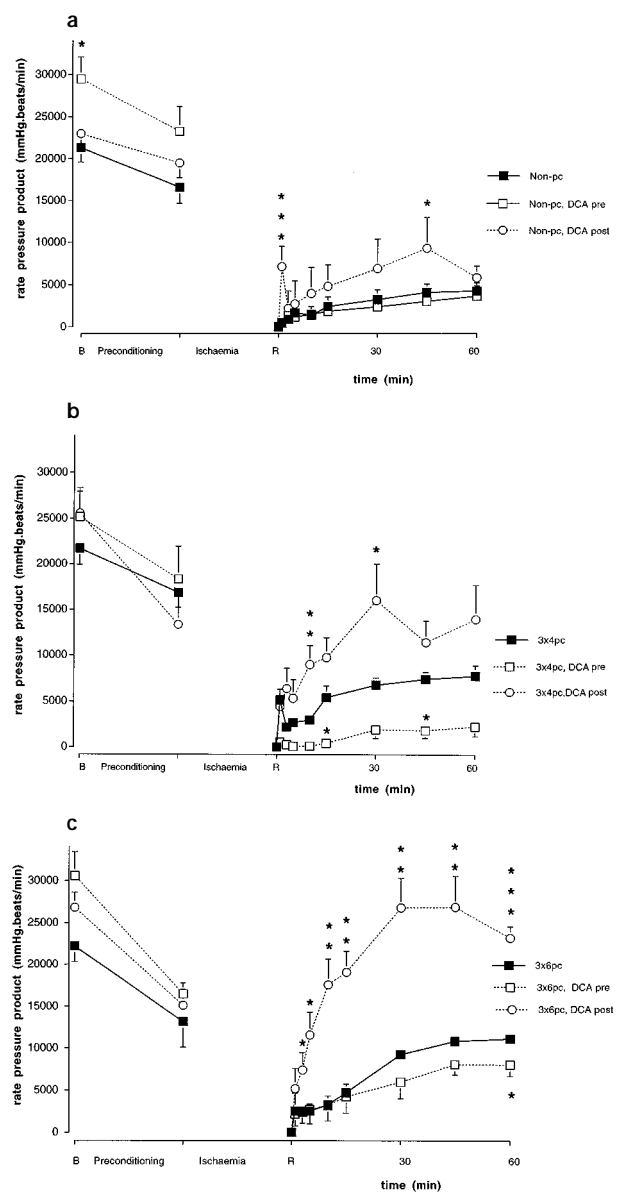 a
rate pressure product (mmHg.beats/min)
30000
25000
20000
15000
10000
5000
0
*
* * *
*
Non-pc
Non-pc, DCA pre
Non-pc, DCA post
B Preconditioning Ischaemia R 30 60
time (min)
b
rate pressure product (mmHg.beats/min)
30000
25000
20000
15000
10000
5000
0
* *
*
*
*
3x4pc
3x4pc, DCA pre
3x4pc,DCA post
B Preconditioning Ischaemia R 30 60
time (min)
c
rate pressure product (mmHg.beats/min)
30000
25000
20000
15000
10000
5000
0
*
*
* *
* *
* *
* *
* * *
*
3x6pc
3x6pc, DCA pre
3x6pc, DCA post
B Preconditioning Ischaemia R 30 60
time (min)